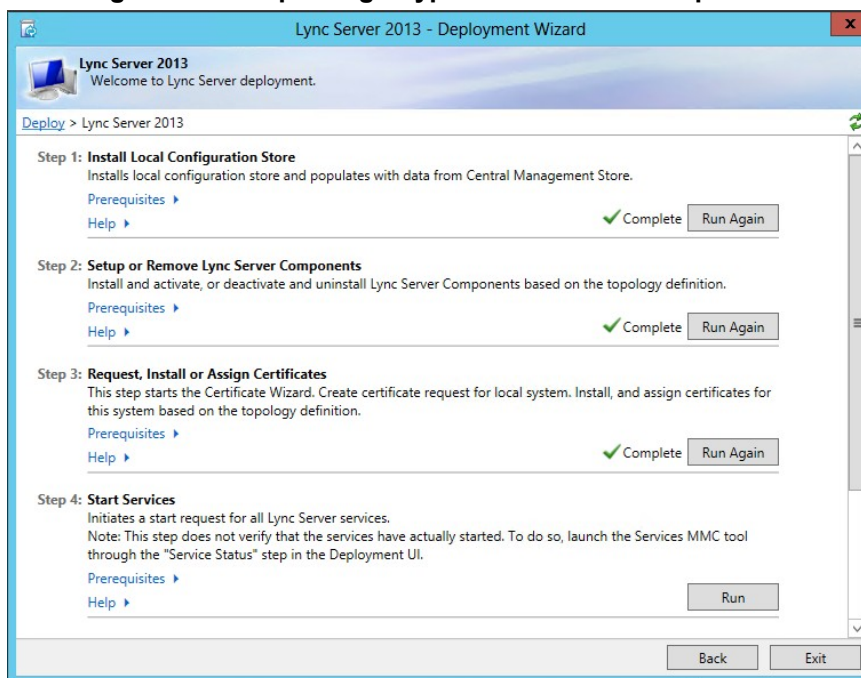 Lync Server 2013 - Deployment Wizard
x
Lync Server 2013
Welcome to Lync Server deployment.
Deploy > Lync Server 2013
Step 1: Install Local Configuration Store
Installs local configuration store and populates with data from Central Management Store.
Prerequisites
Help
Complete Run Again
Step 2: Setup or Remove Lync Server Components
Install and activate, or deactivate and uninstall Lync Server Components based on the topology definition.
Prerequisites
Help
Complete Run Again
Step 3: Request, Install or Assign Certificates
This step starts the Certificate Wizard. Create certificate request for local system. Install, and assign certificates for
this system based on the topology definition.
Prerequisites
Help
Complete Run Again
Step 4: Start Services
Initiates a start request for all Lync Server services.
Note: This step does not verify that the services have actually started. To do so, launch the Services MMC tool
through the "Service Status" step in the Deployment UI.
Prerequisites
Help
Run
Back Exit